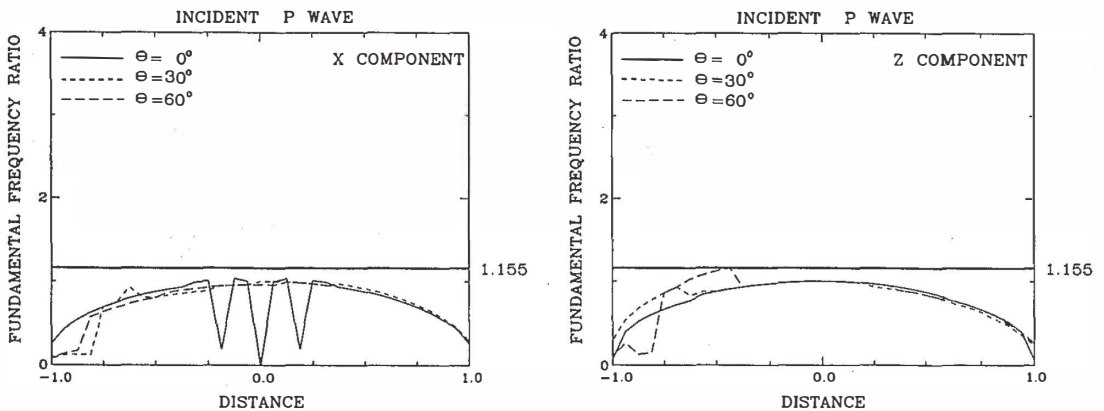 INCIDENT P WAVE
FUNDAMENTAL FREQUENCY RATIO
4
2
0
Θ = 0°
Θ =30°
Θ =60°
X COMPONENT
1.155
-1.0
0.0
1.0
DISTANCE
INCIDENT P WAVE
FUNDAMENTAL FREQUENCY RATIO
4
2
0
Θ = 0°
Θ =30°
Θ =60°
Z COMPONENT
1.155
-1.0
0.0
1.0
DISTANCE